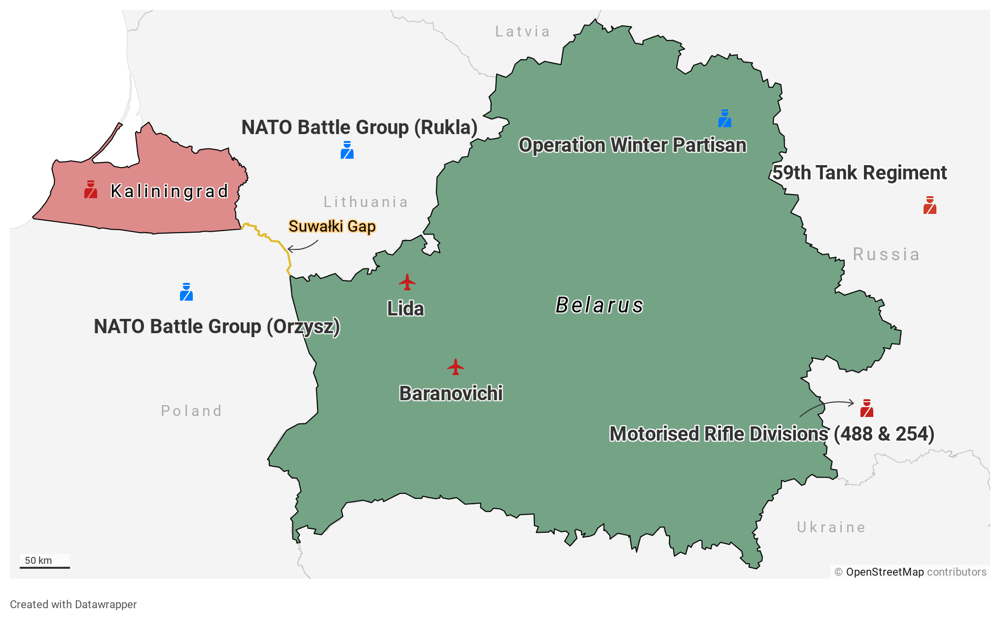 Latvia
NATO Battle Group (Rukla)
Operation Winter Partisan
59th Tank Regiment
Kaliningrad
Lithuania
Suwałki Gap
Russia
Lida
Belarus
NATO Battle Group (Orzysz)
Baranovichi
Poland
Motorised Rifle Divisions (488 & 254)
Ukraine
50 km
© OpenStreetMap contributors
Created with Datawrapper